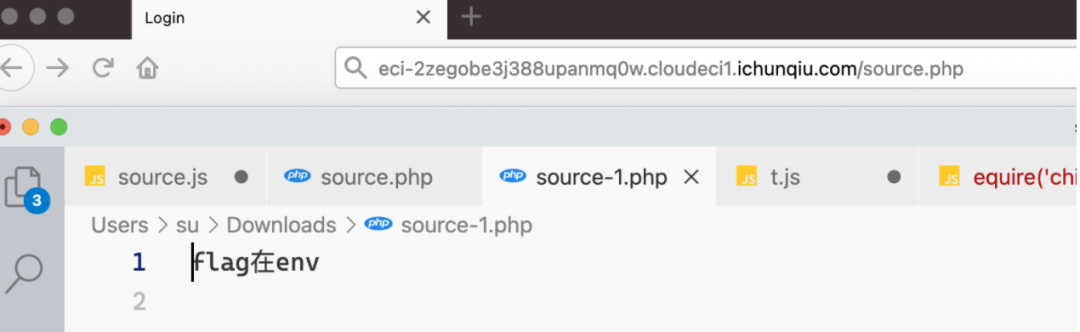 Login
eci-2zegobe3j388upanmq0w.cloudeci1.ichunqiu.com/source.php
JS source.js php source.php php source-1.php JS t.js JS equire('chi
3
Users > su > Downloads > php source-1.php
1 flag在env
2